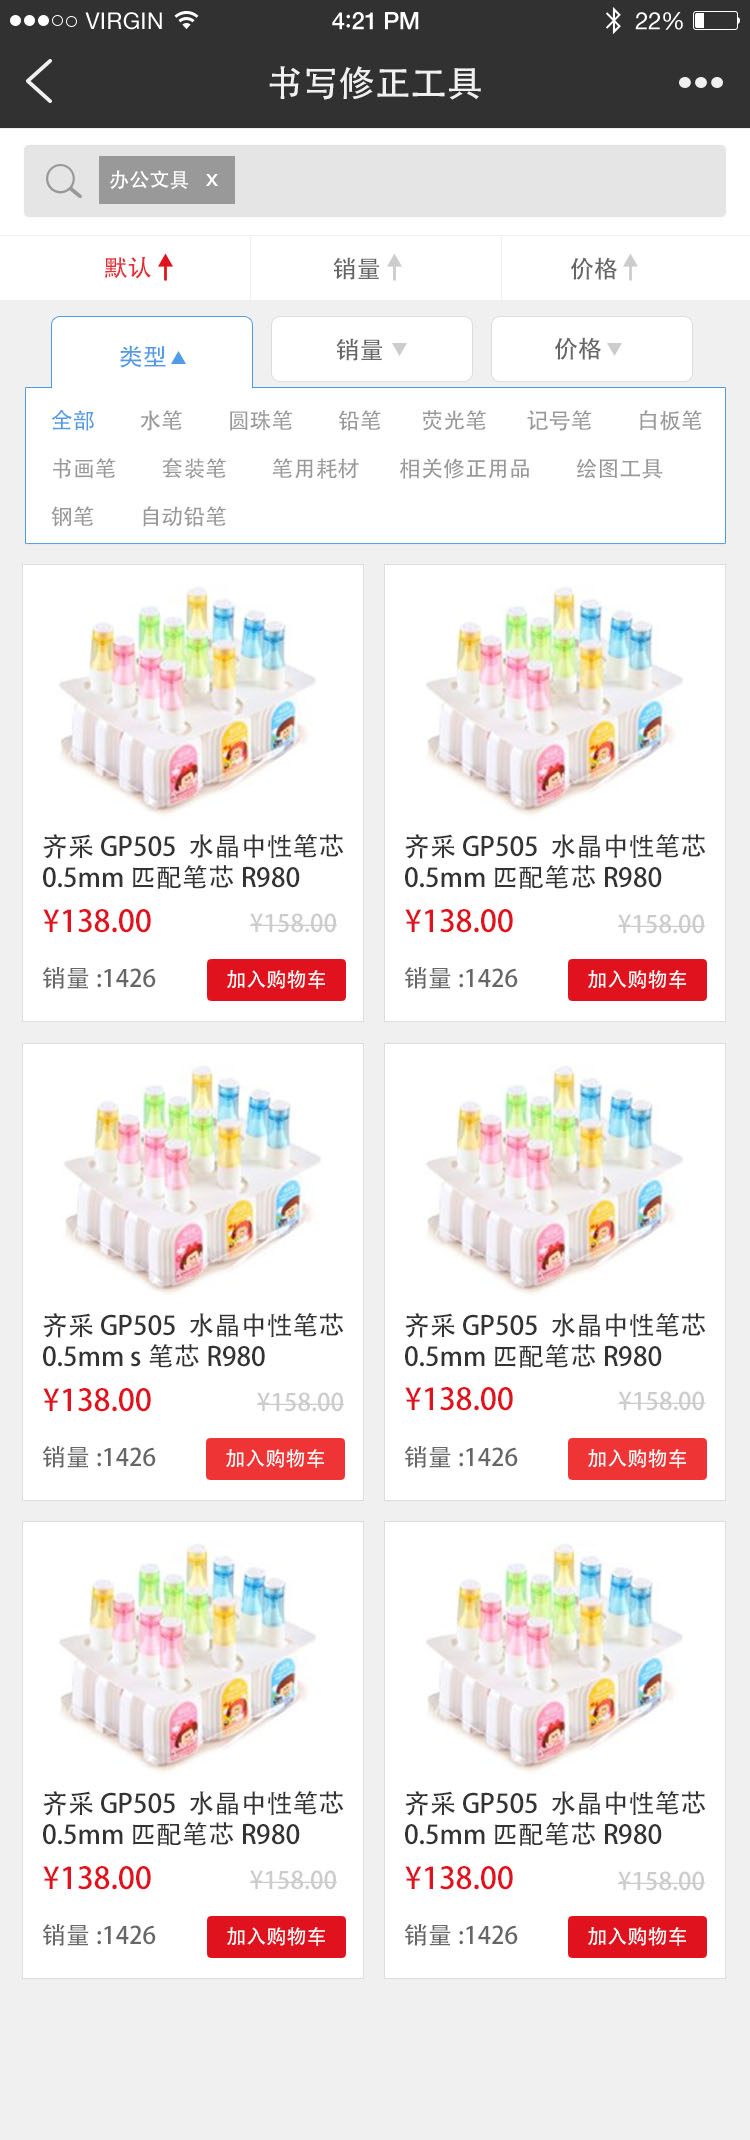 VIRGIN 4:21 PM 22%
书写修正工具
办公文具 x
默认 销量 价格
类型 销量 价格
全部 水笔 圆珠笔 铅笔 荧光笔 记号笔 白板笔
书画笔 套装笔 笔用耗材 相关修正用品 绘图工具
钢笔 自动铅笔
齐采 GP505 水晶中性笔芯
0.5mm 匹配笔芯 R980
¥138.00 ¥158.00
销量 :1426 加入购物车
齐采 GP505 水晶中性笔芯
0.5mm 匹配笔芯 R980
¥138.00 ¥158.00
销量 :1426 加入购物车
齐采 GP505 水晶中性笔芯
0.5mm s 笔芯 R980
¥138.00 ¥158.00
销量 :1426 加入购物车
齐采 GP505 水晶中性笔芯
0.5mm 匹配笔芯 R980
¥138.00 ¥158.00
销量 :1426 加入购物车
齐采 GP505 水晶中性笔芯
0.5mm 匹配笔芯 R980
¥138.00 ¥158.00
销量 :1426 加入购物车
齐采 GP505 水晶中性笔芯
0.5mm 匹配笔芯 R980
¥138.00 ¥158.00
销量 :1426 加入购物车